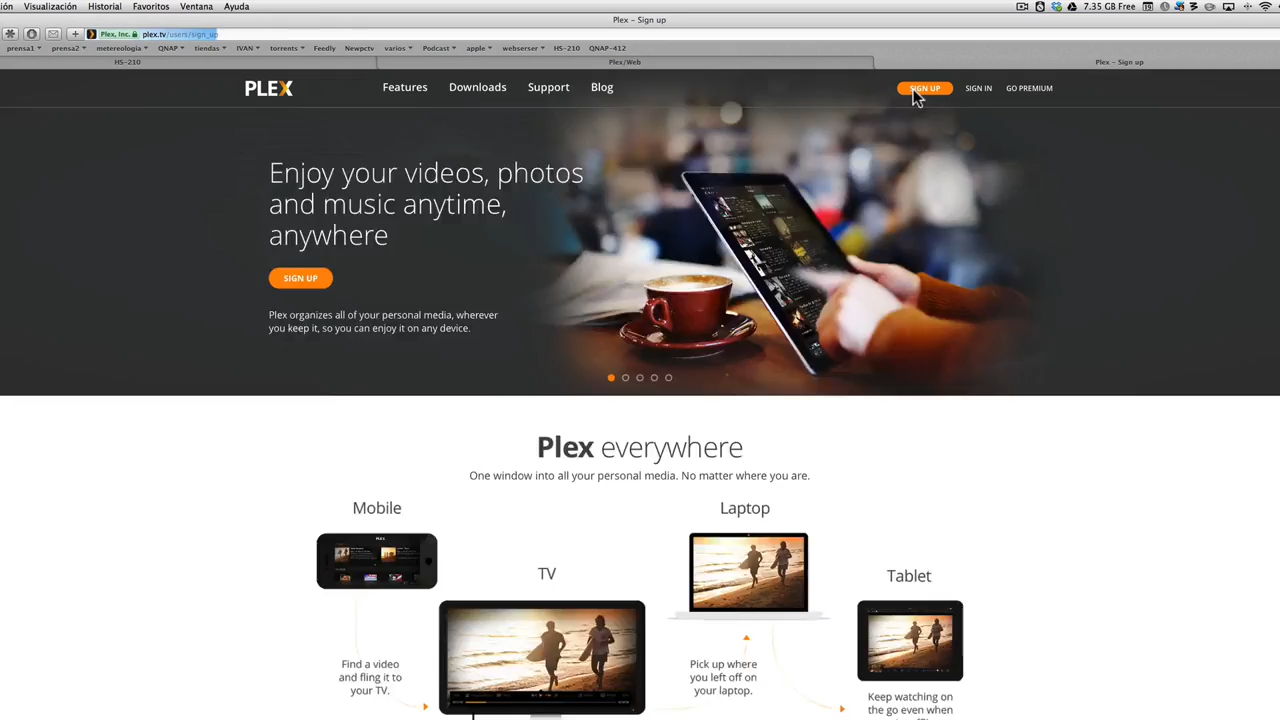 ión Visualización Historial Favoritos Ventana Ayuda 7.35 GB Free
Plex – Sign up
Plex, Inc. plex.tv/users/sign_up
prensa1 prensa2 metereologia QNAP tiendas IVAN torrents Feedly Newpctv varios Podcast apple webserser HS-210 QNAP-412
HS-210 Plex/Web Plex – Sign up
PLEX Features Downloads Support Blog SIGN UP SIGN IN GO PREMIUM
Enjoy your videos, photos
and music anytime,
anywhere
SIGN UP
Plex organizes all of your personal media, wherever
you keep it, so you can enjoy it on any device.
Plex everywhere
One window into all your personal media. No matter where you are.
Mobile
Laptop
TV
Tablet
Find a video
and fling it to
your TV.
Pick up where
you left off on
your laptop.
Keep watching on
the go even when